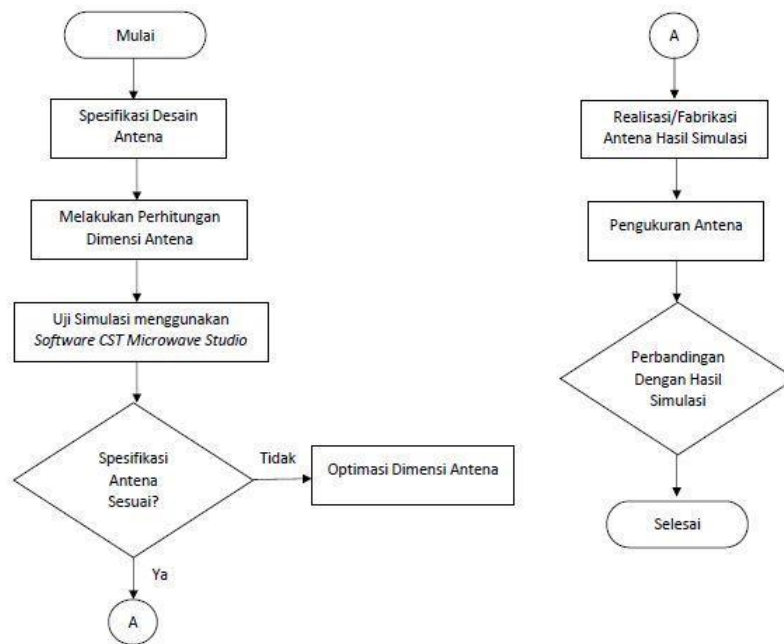 Mulai
Spesifikasi Desain
Antena
Melakukan Perhitungan
Dimensi Antena
Uji Simulasi menggunakan
Software CST Microwave Studio
Spesifikasi
Antena
Sesuai?
Tidak
Optimasi Dimensi Antena
Ya
A
A
Realisasi/Fabrikasi
Antena Hasil Simulasi
Pengukuran Antena
Perbandingan
Dengan Hasil
Simulasi
Selesai